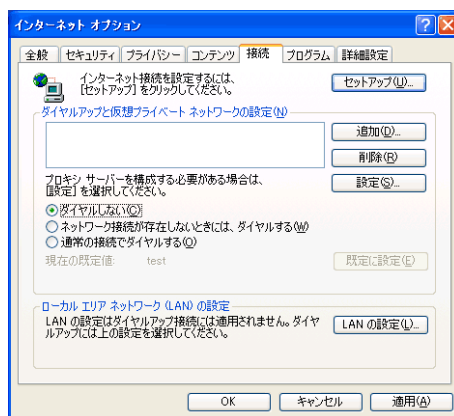 インターネット オプション
全般 セキュリティ プライバシー コンテンツ 接続 プログラム 詳細設定
インターネット接続を設定するには、
[セットアップ] をクリックしてください。
セットアップ(U)...
ダイヤルアップと仮想プライベート ネットワークの設定(N)
追加(D)...
削除(R)
プロキシ サーバーを構成する必要がある場合は、
[設定] を選択してください。
設定(S)...
ダイヤルしない(C)
ネットワーク接続が存在しないときには、ダイヤルする(W)
通常の接続でダイヤルする(O)
現在の既定値: test
既定に設定(E)
ローカル エリア ネットワーク (LAN) の設定
LAN の設定はダイヤルアップ接続には適用されません。ダイヤ
ルアップには上の設定を選択してください。
LAN の設定(L)...
OK キャンセル 適用(A)